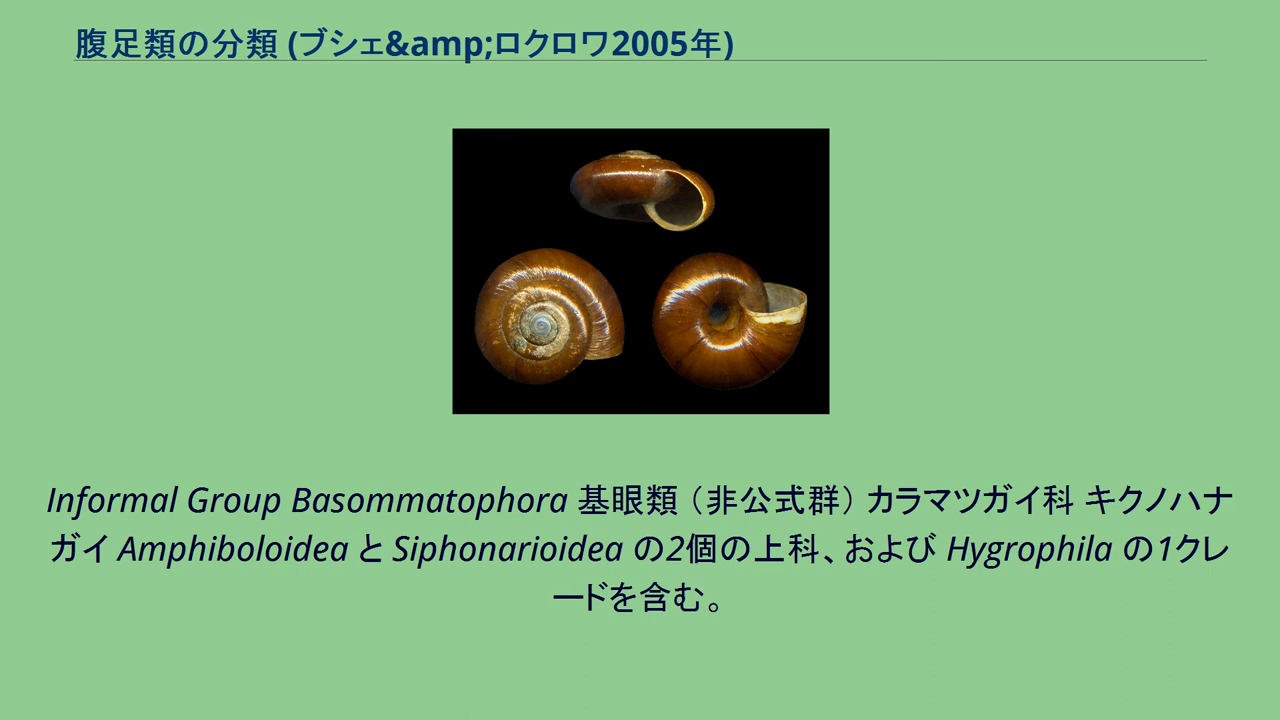 腹足類の分類 (ブシェ&amp;ロクロワ2005年)
Informal Group Basommatophora 基眼類（非公式群）カラマツガイ科 キクノハナ
ガイ Amphiboloidea と Siphonarioidea の2個の上科、および Hygrophila の1クレ
ードを含む。